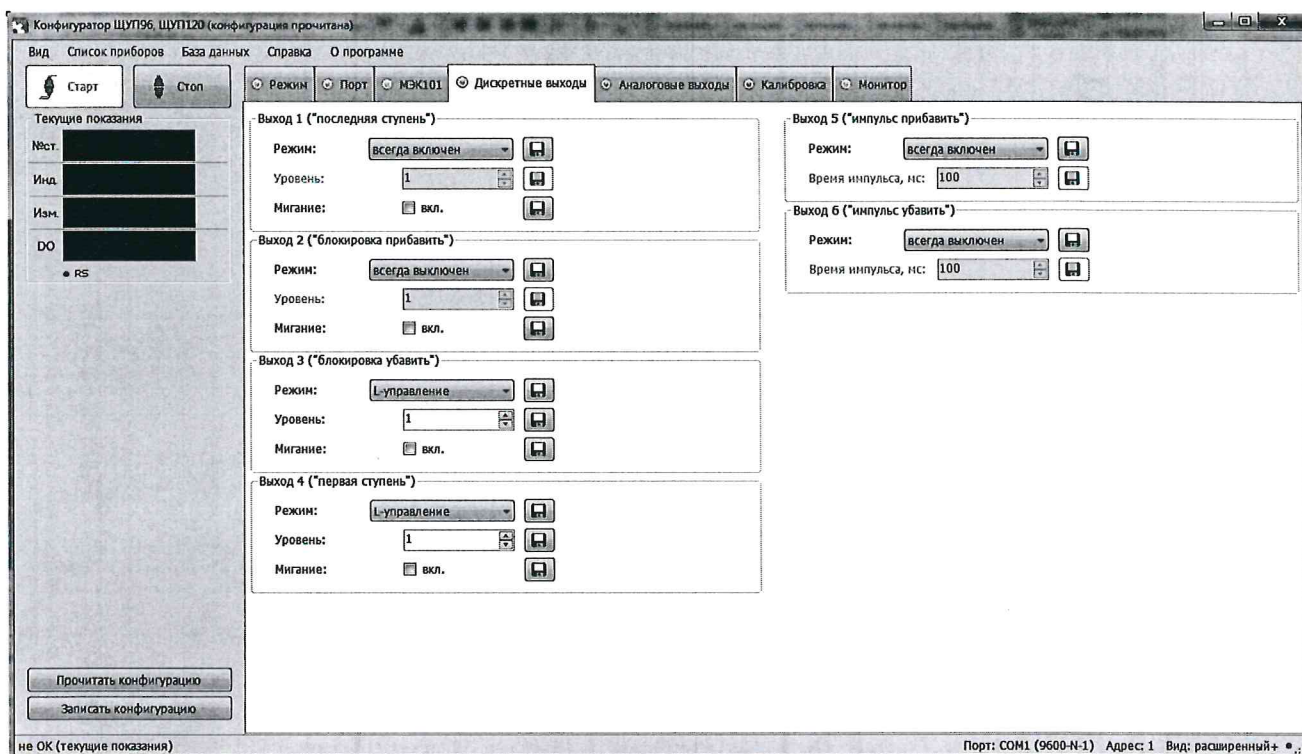 Конфигуратор ЩУП96, ЩУП120 (конфигурация прочитана)
Вид Список приборов База данных Справка О программе
Старт Стоп
Режим Порт МЭК101 Дискретные выходы Аналоговые выходы Калибровка Монитор
Текущие показания
№ст.
Инд.
Изм.
DO
RS
Выход 1 ("последняя ступень")
Режим: всегда включен
Уровень: 1
Мигание: вкл.
Выход 2 ("блокировка прибавить")
Режим: всегда выключен
Уровень: 1
Мигание: вкл.
Выход 3 ("блокировка убавить")
Режим: L-управление
Уровень: 1
Мигание: вкл.
Выход 4 ("первая ступень")
Режим: L-управление
Уровень: 1
Мигание: вкл.
Выход 5 ("импульс прибавить")
Режим: всегда включен
Время импульса, мс: 100
Выход 6 ("импульс убавить")
Режим: всегда выключен
Время импульса, мс: 100
Прочитать конфигурацию
Записать конфигурацию
не ОК (текущие показания) Порт: COM1 (9600-N-1) Адрес: 1 Вид: расширенный+